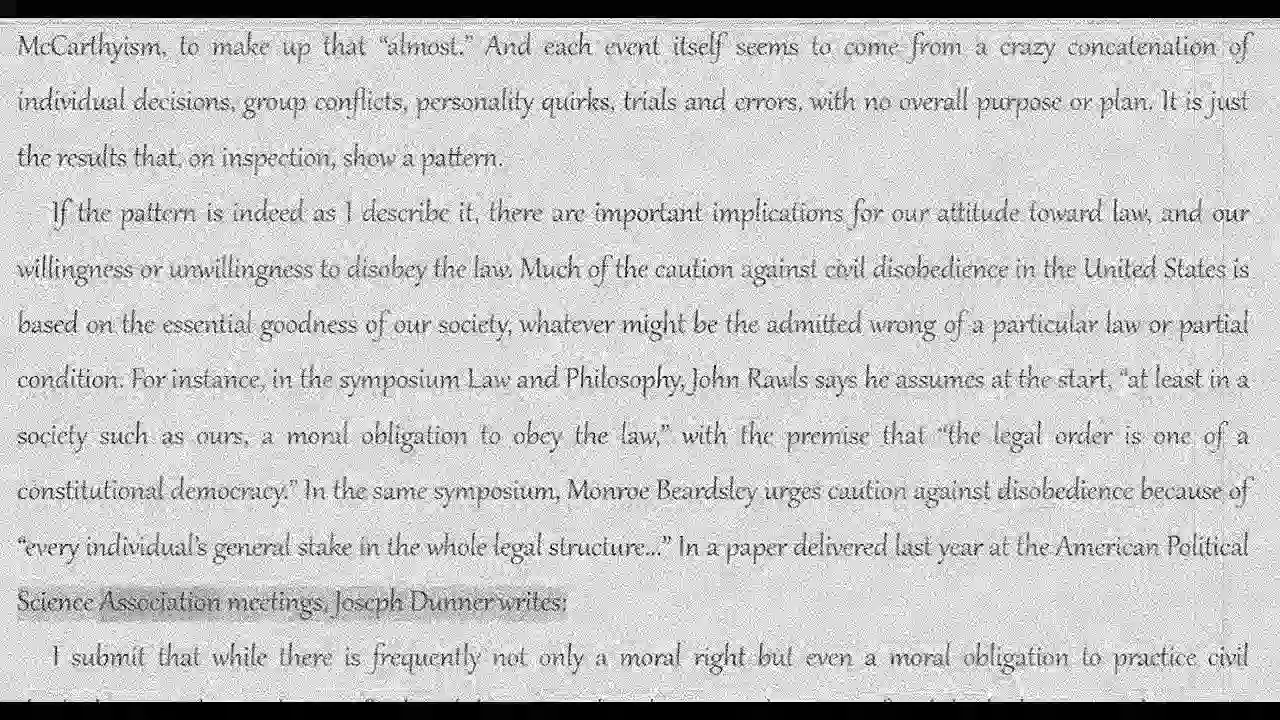 McCarthyism, to make up that “almost.” And each event itself seems to come from a crazy concatenation of
individual decisions, group conflicts, personality quirks, trials and errors, with no overall purpose or plan. It is just
the results that, on inspection, show a pattern.
If the pattern is indeed as I describe it, there are important implications for our attitude toward law, and our
willingness or unwillingness to disobey the law. Much of the caution against civil disobedience in the United States is
based on the essential goodness of our society, whatever might be the admitted wrong of a particular law or partial
condition. For instance, in the symposium Law and Philosophy, John Rawls says he assumes at the start, “at least in a
society such as ours, a moral obligation to obey the law,” with the premise that “the legal order is one of a
constitutional democracy.” In the same symposium, Monroe Beardsley urges caution against disobedience because of
“every individual’s general stake in the whole legal structure...” In a paper delivered last year at the American Political
Science Association meetings, Joseph Dunner writes:
I submit that while there is frequently not only a moral right but even a moral obligation to practice civil